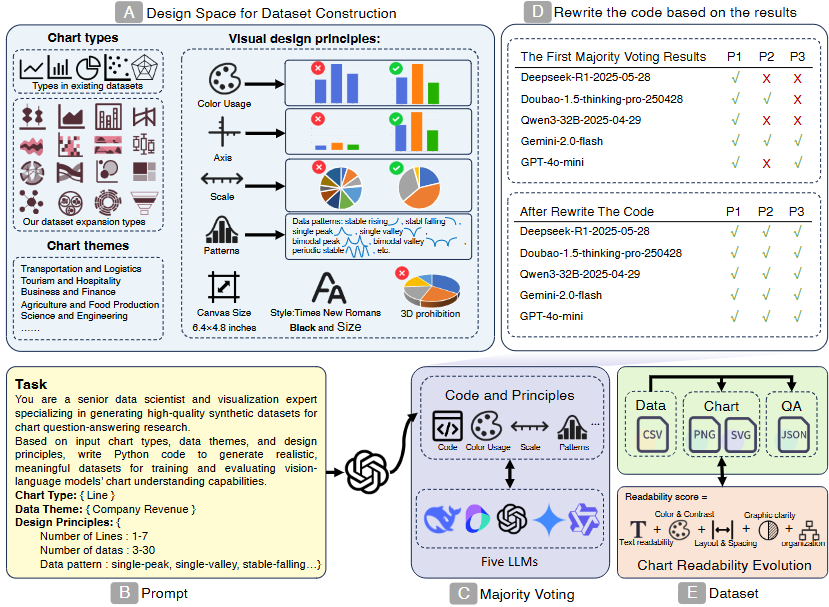 A Design Space for Dataset Construction
Chart types
Types in existing datasets
Our dataset expansion types
Chart themes
Transportation and Logistics
Tourism and Hospitality
Business and Finance
Agriculture and Food Production
Science and Engineering
......
Visual design principles:
Color Usage
Axis
Scale
Patterns
Data patterns: stable rising, stabl falling,
single peak, single valley,
bimodal peak, bimodal valley,
periodic stable, etc.
Canvas Size
6.4×4.8 inches
Style:Times New Romans
Black and Size
3D prohibition
D Rewrite the code based on the results
The First Majority Voting Results P1 P2 P3
Deepseek-R1-2025-05-28 √ X X
Doubao-1.5-thinking-pro-250428 √ √ X
Qwen3-32B-2025-04-29 √ X X
Gemini-2.0-flash √ √ √
GPT-4o-mini √ X √
After Rewrite The Code P1 P2 P3
Deepseek-R1-2025-05-28 √ √ √
Doubao-1.5-thinking-pro-250428 √ √ √
Qwen3-32B-2025-04-29 √ √ √
Gemini-2.0-flash √ √ √
GPT-4o-mini √ √ √
Task
You are a senior data scientist and visualization expert
specializing in generating high-quality synthetic datasets for
chart question-answering research.
Based on input chart types, data themes, and design
principles, write Python code to generate realistic,
meaningful datasets for training and evaluating vision-
language models' chart understanding capabilities.
Chart Type: { Line }
Data Theme: { Company Revenue }
Design Principles: {
Number of Lines : 1-7
Number of datas : 3-30
Data pattern : single-peak, single-valley, stable-falling...}
B Prompt
Code and Principles
Code Color Usage Scale Patterns ...
Five LLMs
C Majority Voting
Data Chart QA
CSV PNG SVG JSON
Readability score =
Color & Contrast Graphic clarity
T + + + +
Text readability Layout & Spacing organization
Chart Readability Evolution
E Dataset